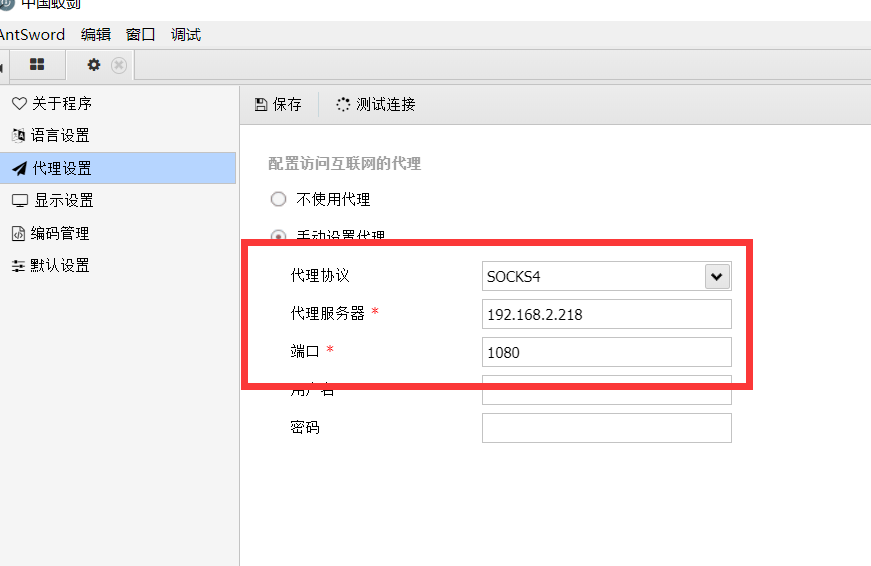 中国蚁剑
AntSword 编辑 窗口 调试
关于程序
语言设置
代理设置
显示设置
编码管理
默认设置
保存 测试连接
配置访问互联网的代理
不使用代理
手动设置代理
代理协议 SOCKS4
代理服务器 * 192.168.2.218
端口 * 1080
用户名
密码